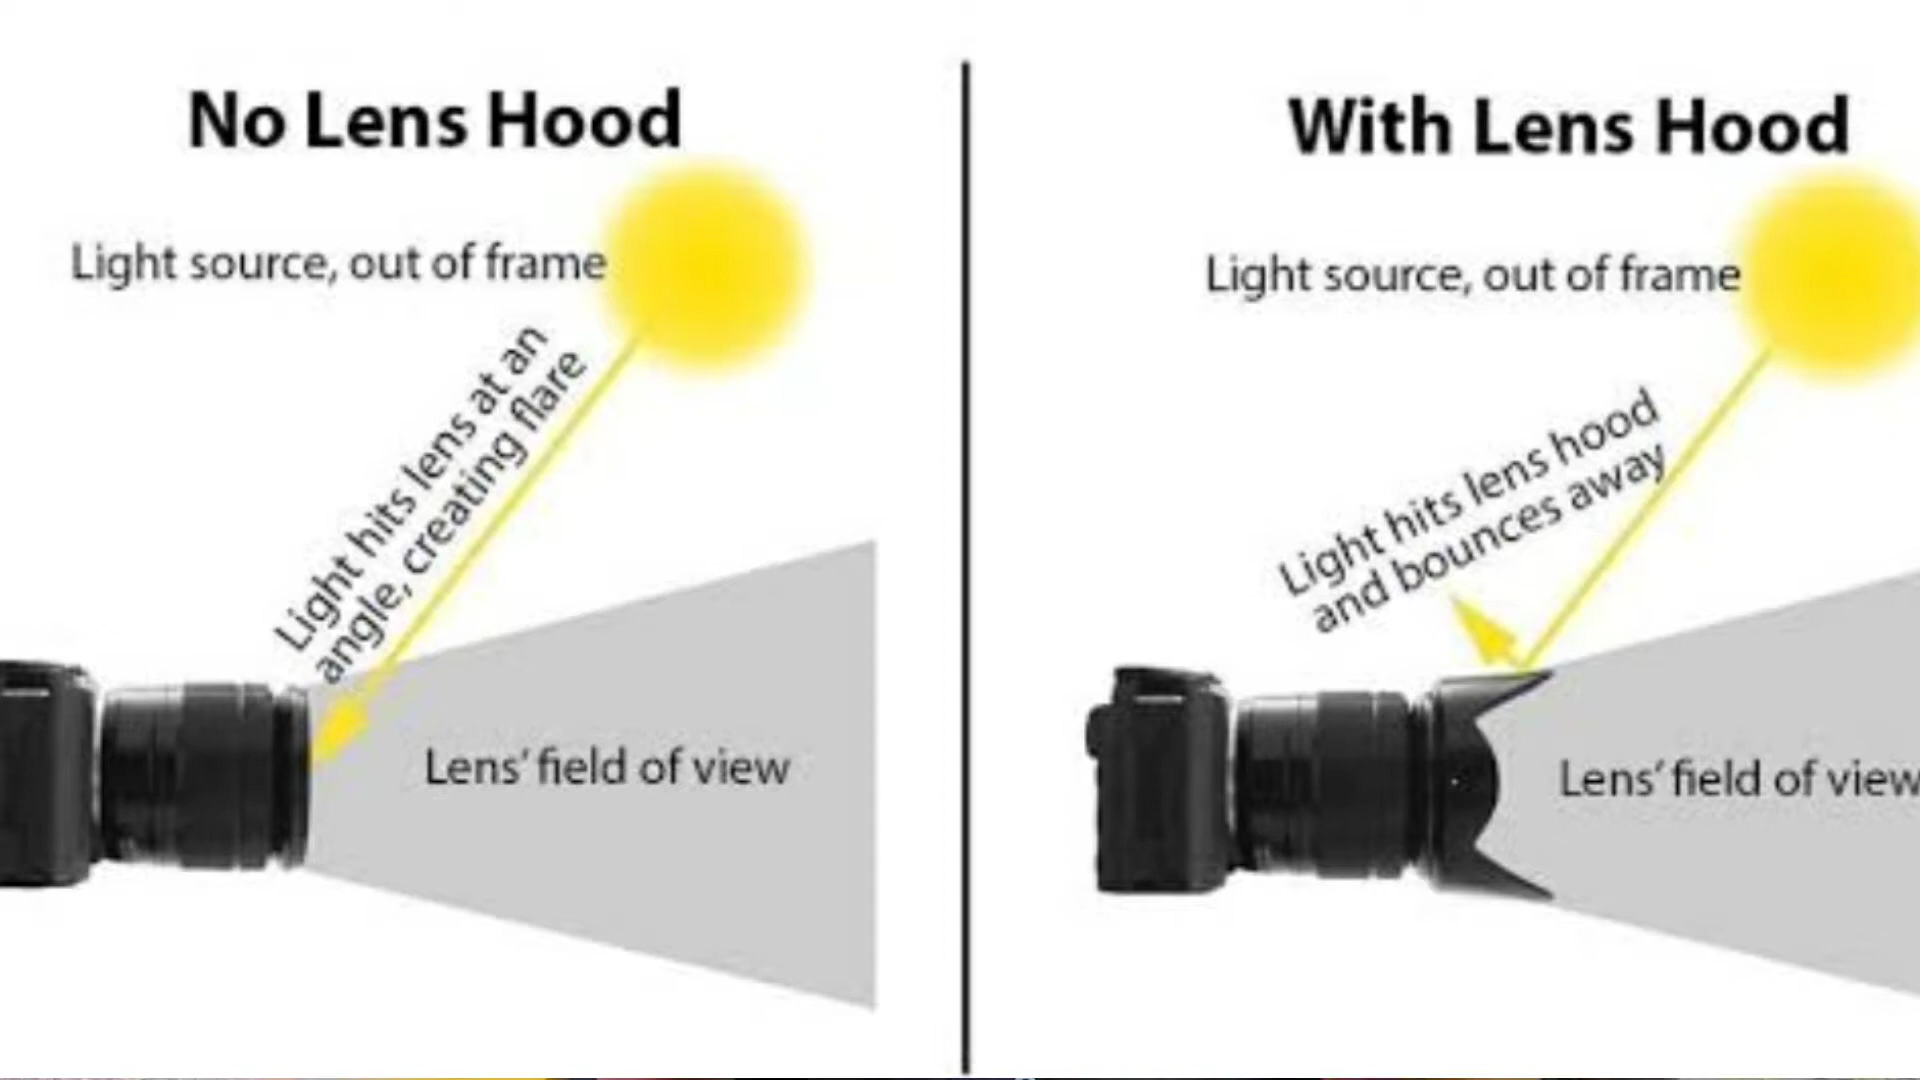 No Lens Hood
Light source, out of frame
Light hits lens at an
angle, creating flare
Lens’ field of view
With Lens Hood
Light source, out of frame
Light hits lens hood
and bounces away
Lens’ field of view